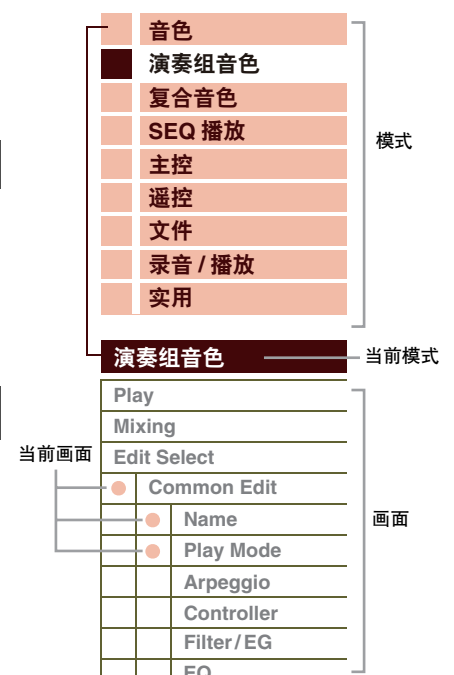 音色
演奏组音色
复合音色
SEQ 播放
主控
遥控
文件
录音 / 播放
实用
模式
演奏组音色
当前模式
Play
Mixing
Edit Select
当前画面
Common Edit
Name
画面
Play Mode
Arpeggio
Controller
Filter / EG
EQ